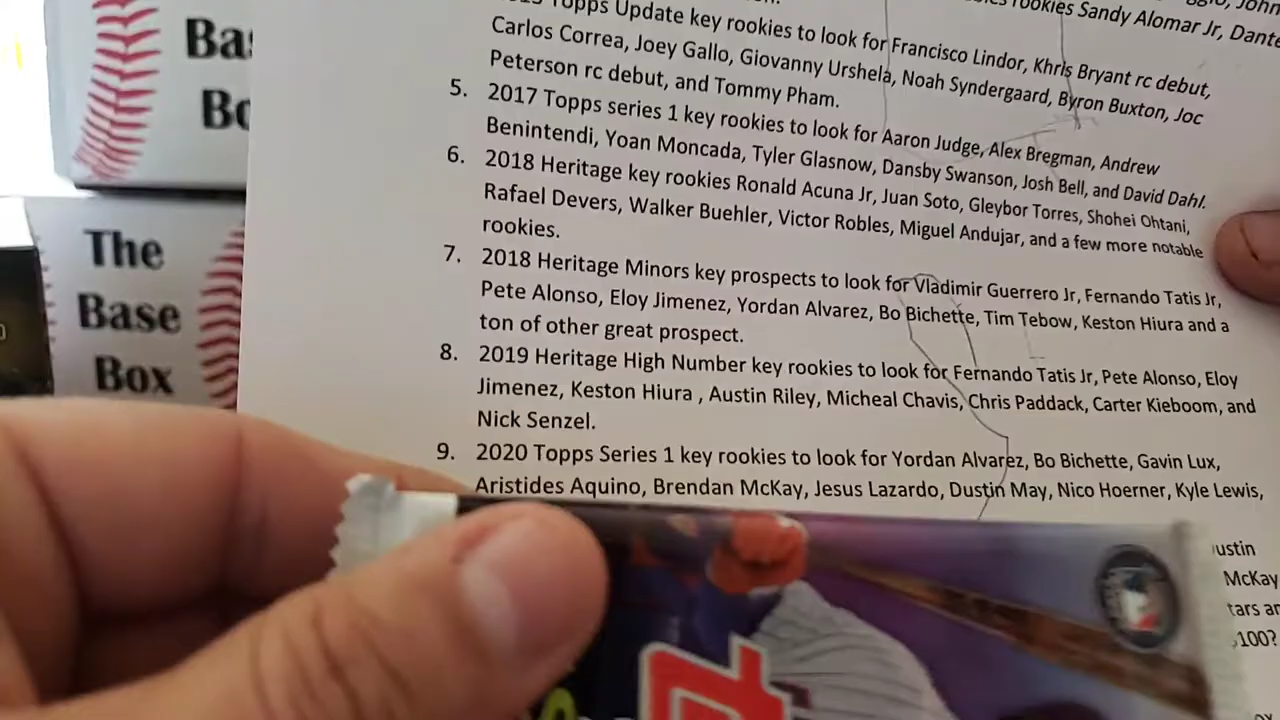 Bas
Bo
The
Base
Box
rookies Sandy Alomar Jr, Dante
Topps Update key rookies to look for Francisco Lindor, Khris Bryant rc debut,
Carlos Correa, Joey Gallo, Giovanny Urshela, Noah Syndergaard, Byron Buxton, Joc
Peterson rc debut, and Tommy Pham.
5. 2017 Topps series 1 key rookies to look for Aaron Judge, Alex Bregman, Andrew
Benintendi, Yoan Moncada, Tyler Glasnow, Dansby Swanson, Josh Bell, and David Dahl.
6. 2018 Heritage key rookies Ronald Acuna Jr, Juan Soto, Gleybor Torres, Shohei Ohtani,
Rafael Devers, Walker Buehler, Victor Robles, Miguel Andujar, and a few more notable
rookies.
7. 2018 Heritage Minors key prospects to look for Vladimir Guerrero Jr, Fernando Tatis Jr,
Pete Alonso, Eloy Jimenez, Yordan Alvarez, Bo Bichette, Tim Tebow, Keston Hiura and a
ton of other great prospect.
8. 2019 Heritage High Number key rookies to look for Fernando Tatis Jr, Pete Alonso, Eloy
Jimenez, Keston Hiura , Austin Riley, Micheal Chavis, Chris Paddack, Carter Kieboom, and
Nick Senzel.
9. 2020 Topps Series 1 key rookies to look for Yordan Alvarez, Bo Bichette, Gavin Lux,
Aristides Aquino, Brendan McKay, Jesus Lazardo, Dustin May, Nico Hoerner, Kyle Lewis,
ustin
McKay
tars an
100?